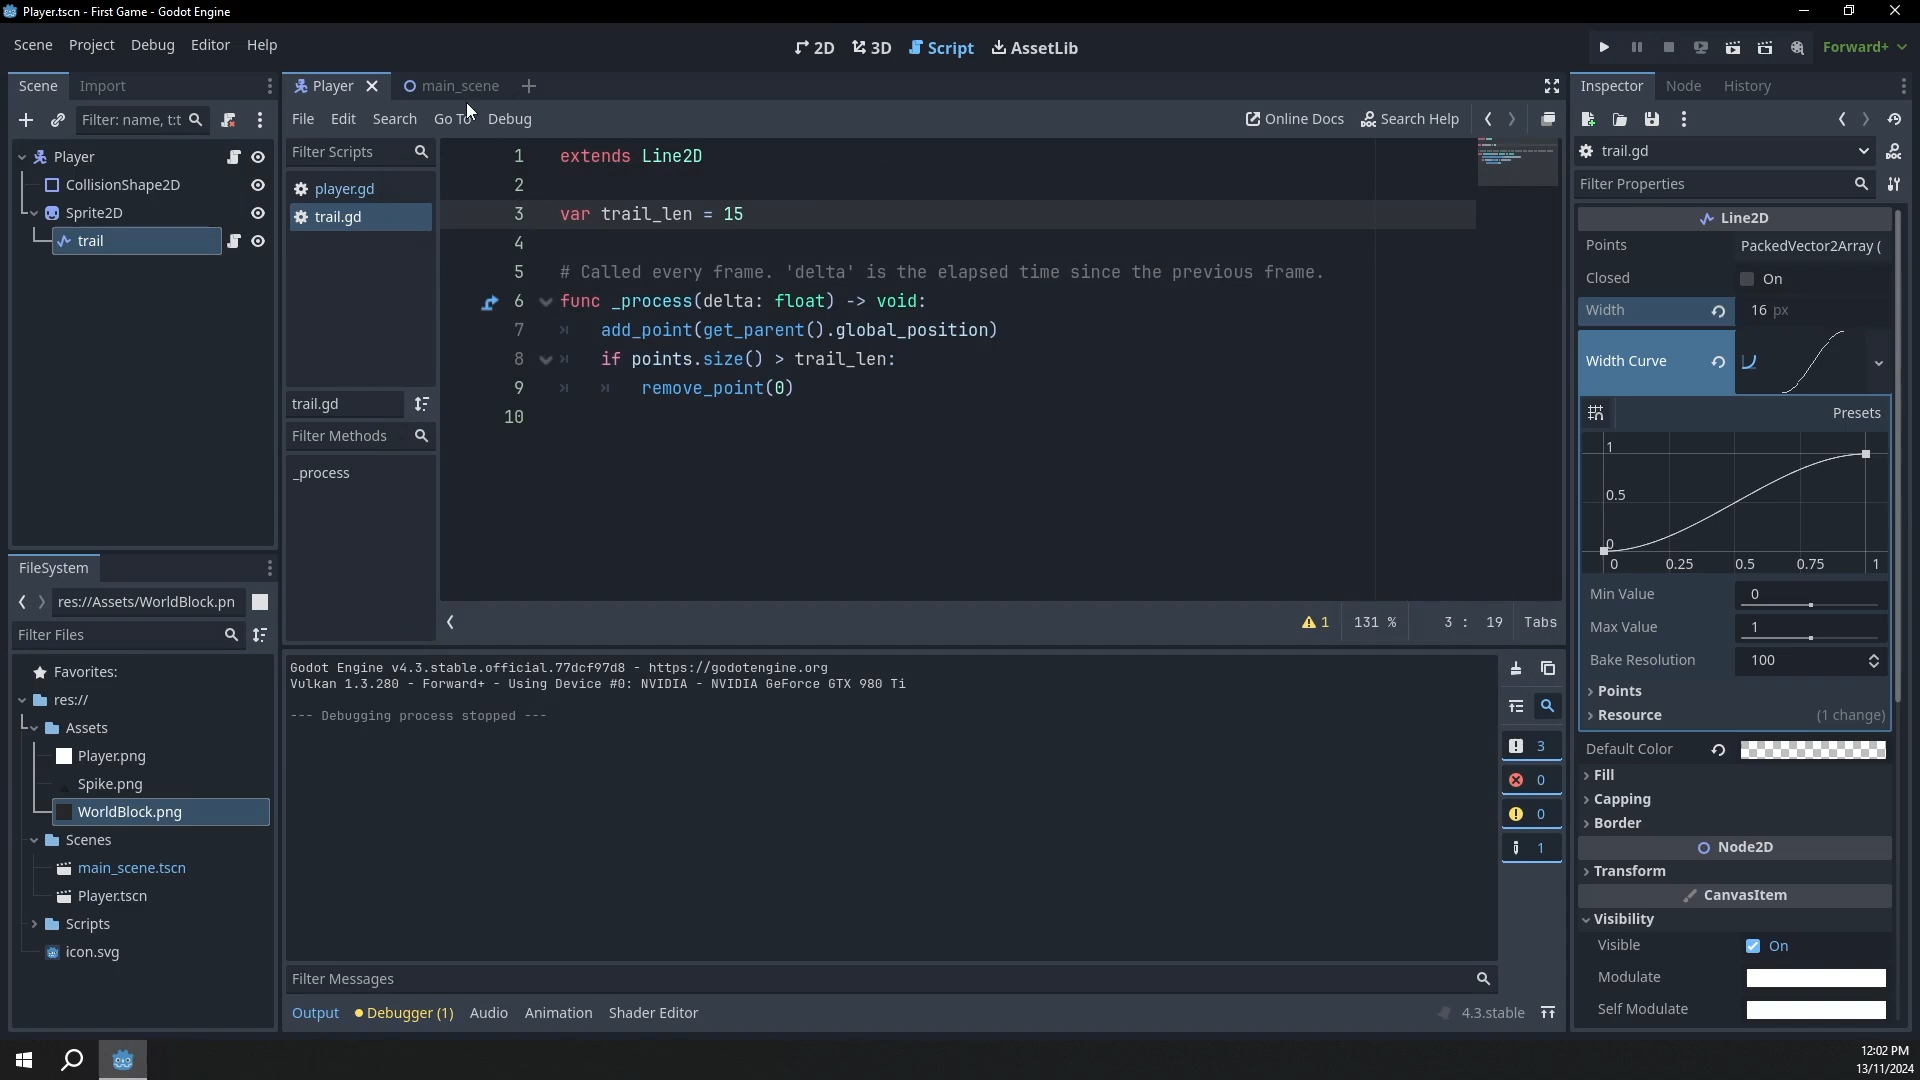 Player.tscn - First Game - Godot Engine
Scene Project Debug Editor Help
2D 3D Script AssetLib
Forward+
Scene Import
Filter: name, t:t
Player
CollisionShape2D
Sprite2D
trail
FileSystem
res://Assets/WorldBlock.pn
Filter Files
Favorites:
res://
Assets
Player.png
Spike.png
WorldBlock.png
Scenes
main_scene.tscn
Player.tscn
Scripts
icon.svg
Player main_scene
File Edit Search Go To Debug
Online Docs Search Help
Filter Scripts
player.gd
trail.gd
trail.gd
Filter Methods
_process
1 extends Line2D
2
3 var trail_len = 15
4
5 # Called every frame. 'delta' is the elapsed time since the previous frame.
6 func _process(delta: float) -> void:
7 add_point(get_parent().global_position)
8 if points.size() > trail_len:
9 remove_point(0)
10
1 131 % 3 : 19 Tabs
Godot Engine v4.3.stable.official.77dcf97d8 - https://godotengine.org
Vulkan 1.3.280 - Forward+ - Using Device #0: NVIDIA - NVIDIA GeForce GTX 980 Ti
--- Debugging process stopped ---
3
0
0
1
Filter Messages
Output Debugger (1) Audio Animation Shader Editor
4.3.stable
Inspector Node History
trail.gd
Filter Properties
Line2D
Points PackedVector2Array (
Closed On
Width 16 px
Width Curve
Presets
1
0.5
0
0 0.25 0.5 0.75 1
Min Value 0
Max Value 1
Bake Resolution 100
Points
Resource (1 change)
Default Color
Fill
Capping
Border
Node2D
Transform
CanvasItem
Visibility
Visible On
Modulate
Self Modulate
12:02 PM
13/11/2024